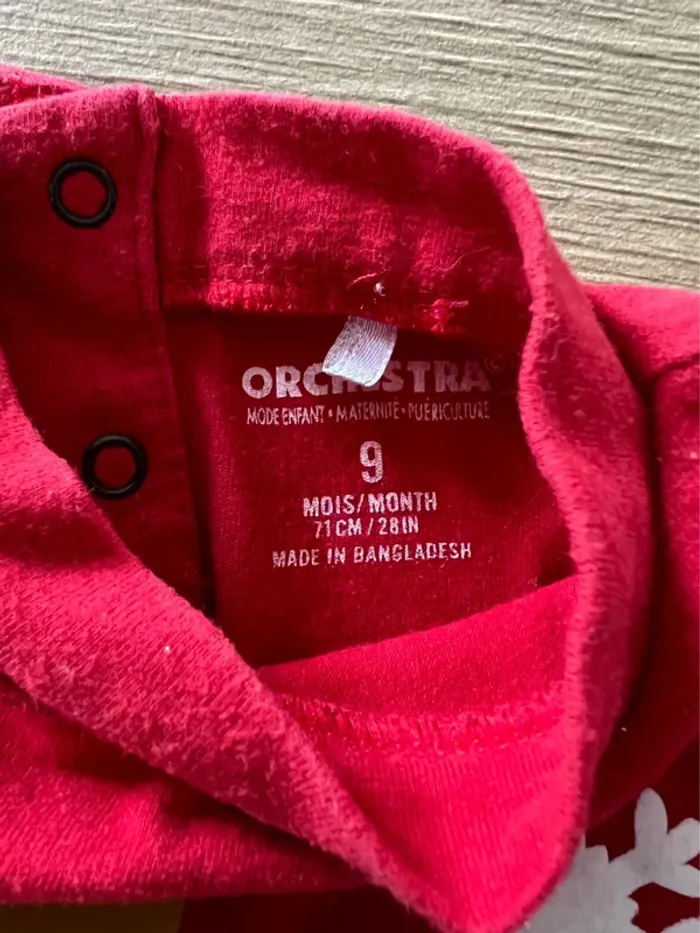 ORCHESTRA
MODE ENFANT • MATERNITÉ • PUÉRICULTURE
9
MOIS/MONTH
71CM/28IN
MADE IN BANGLADESH